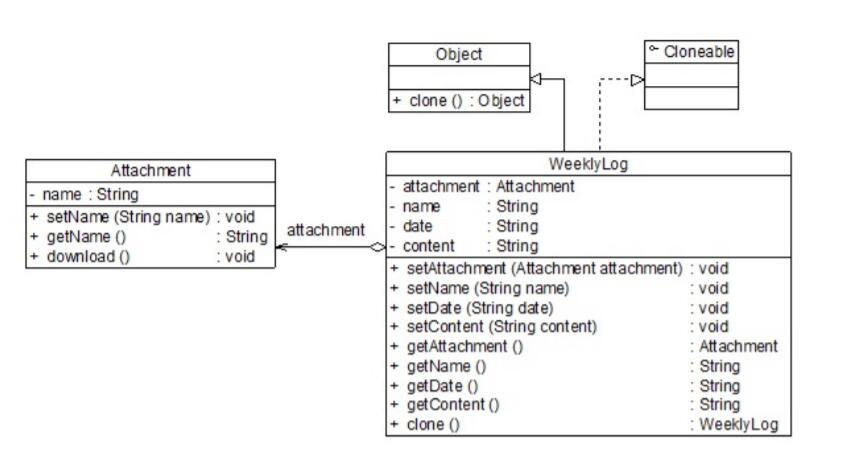 Object
+ clone () : Object
Cloneable
Attachment
- name : String
+ setName (String name) : void
+ getName () : String
+ download () : void
attachment
WeeklyLog
- attachment : Attachment
- name : String
- date : String
- content : String
+ setAttachment (Attachment attachment) : void
+ setName (String name) : void
+ setDate (String date) : void
+ setContent (String content) : void
+ getAttachment () : Attachment
+ getName () : String
+ getDate () : String
+ getContent () : String
+ clone () : WeeklyLog